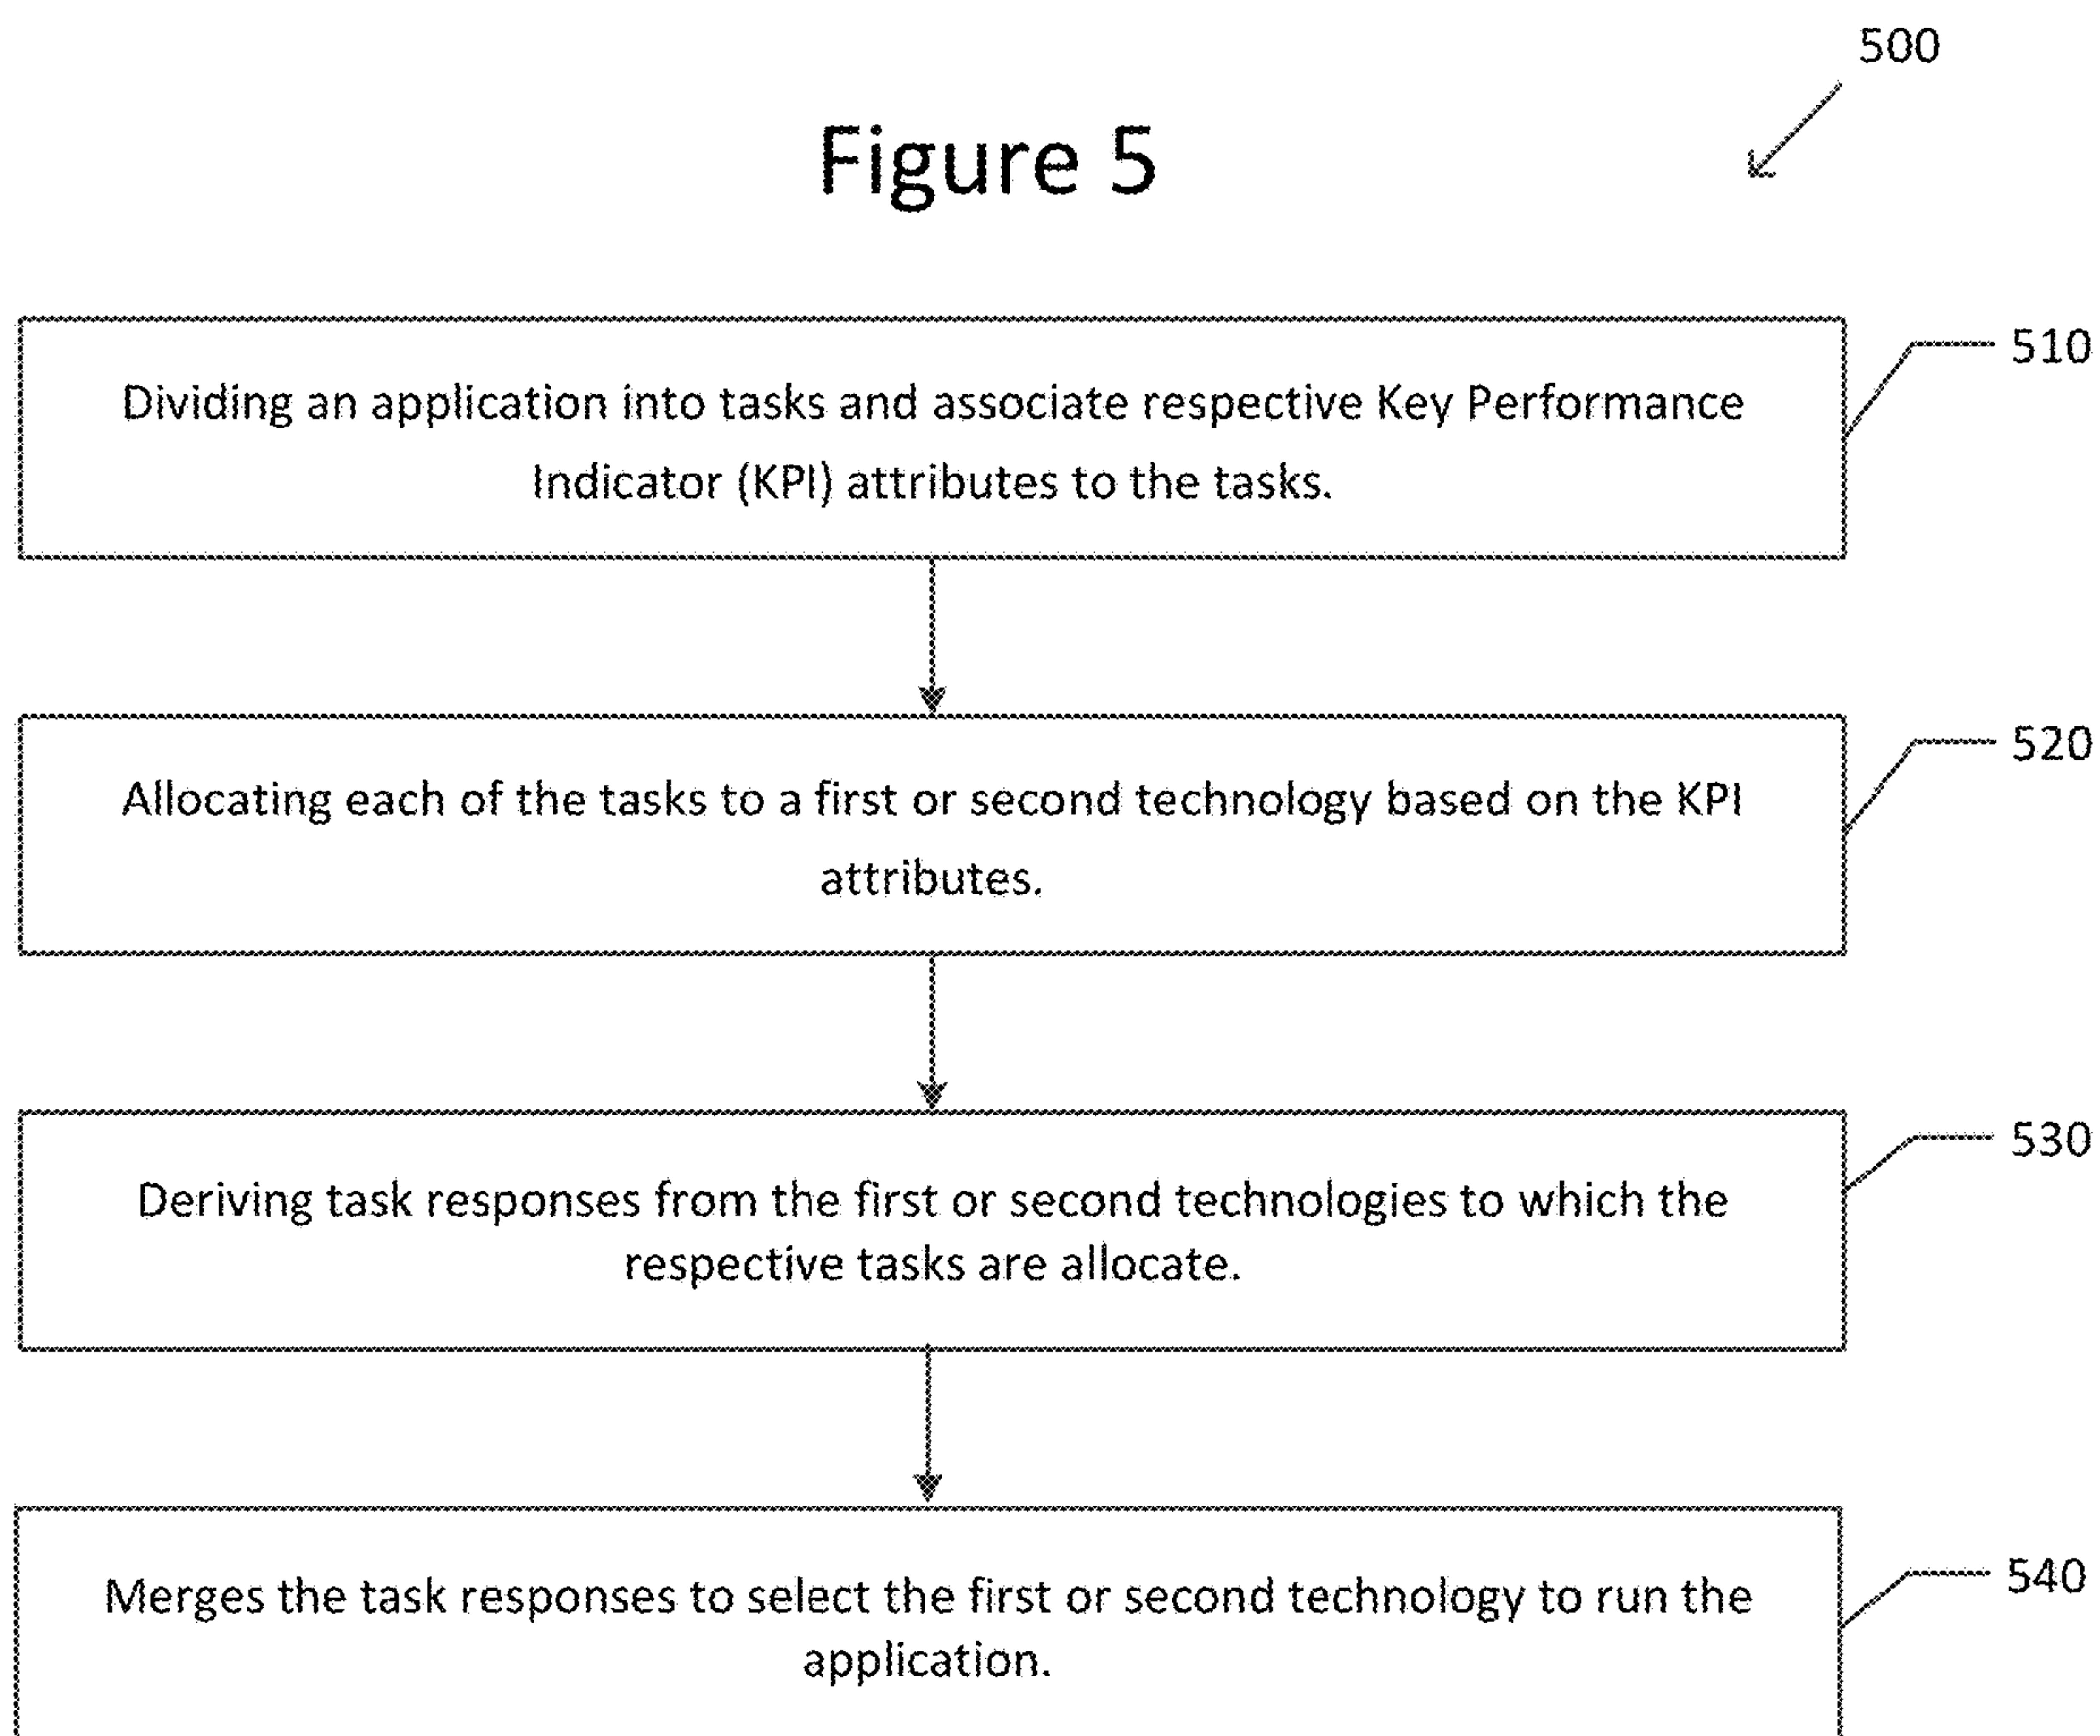 500
Figure 5
510
Dividing an application into tasks and associate respective Key Performance
Indicator (KPI) attributes to the tasks.
520
Allocating each of the tasks to a first or second technology based on the KPI
attributes.
530
Deriving task responses from the first or second technologies to which the
respective tasks are allocate.
540
Merges the task responses to select the first or second technology to run the
application.